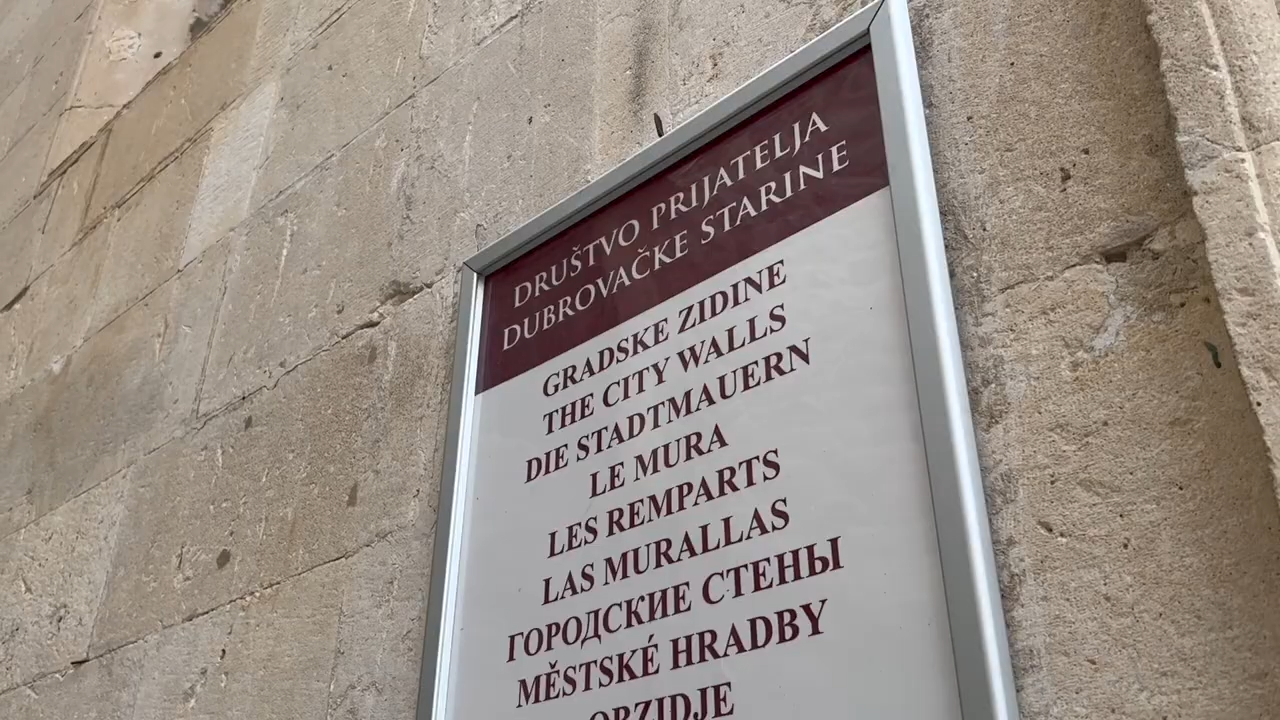 DRUŠTVO PRIJATELJA
DUBROVAČKE STARINE
GRADSKE ZIDINE
THE CITY WALLS
DIE STADTMAUERN
LE MURA
LES REMPARTS
LAS MURALLAS
ГОРОДСКИЕ СТЕНЫ
MĚSTSKÉ HRADBY
OBZIDJE